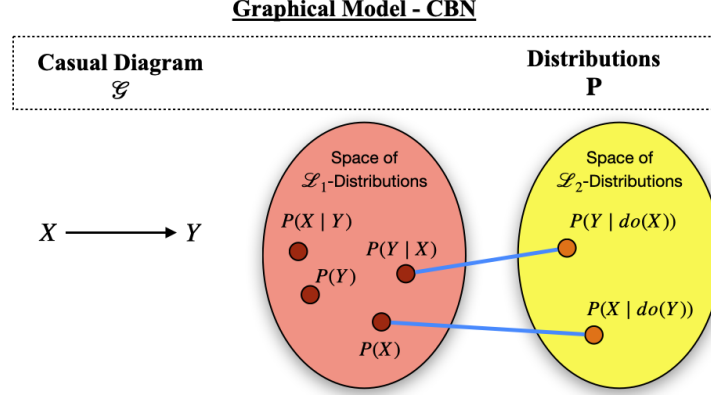 Graphical Model - CBN
Casual Diagram
𝒢
Distributions
P
Space of
ℒ₁-Distributions
Space of
ℒ₂-Distributions
X
Y
P(X | Y)
P(Y | X)
P(Y)
P(X)
P(Y | do(X))
P(X | do(Y))